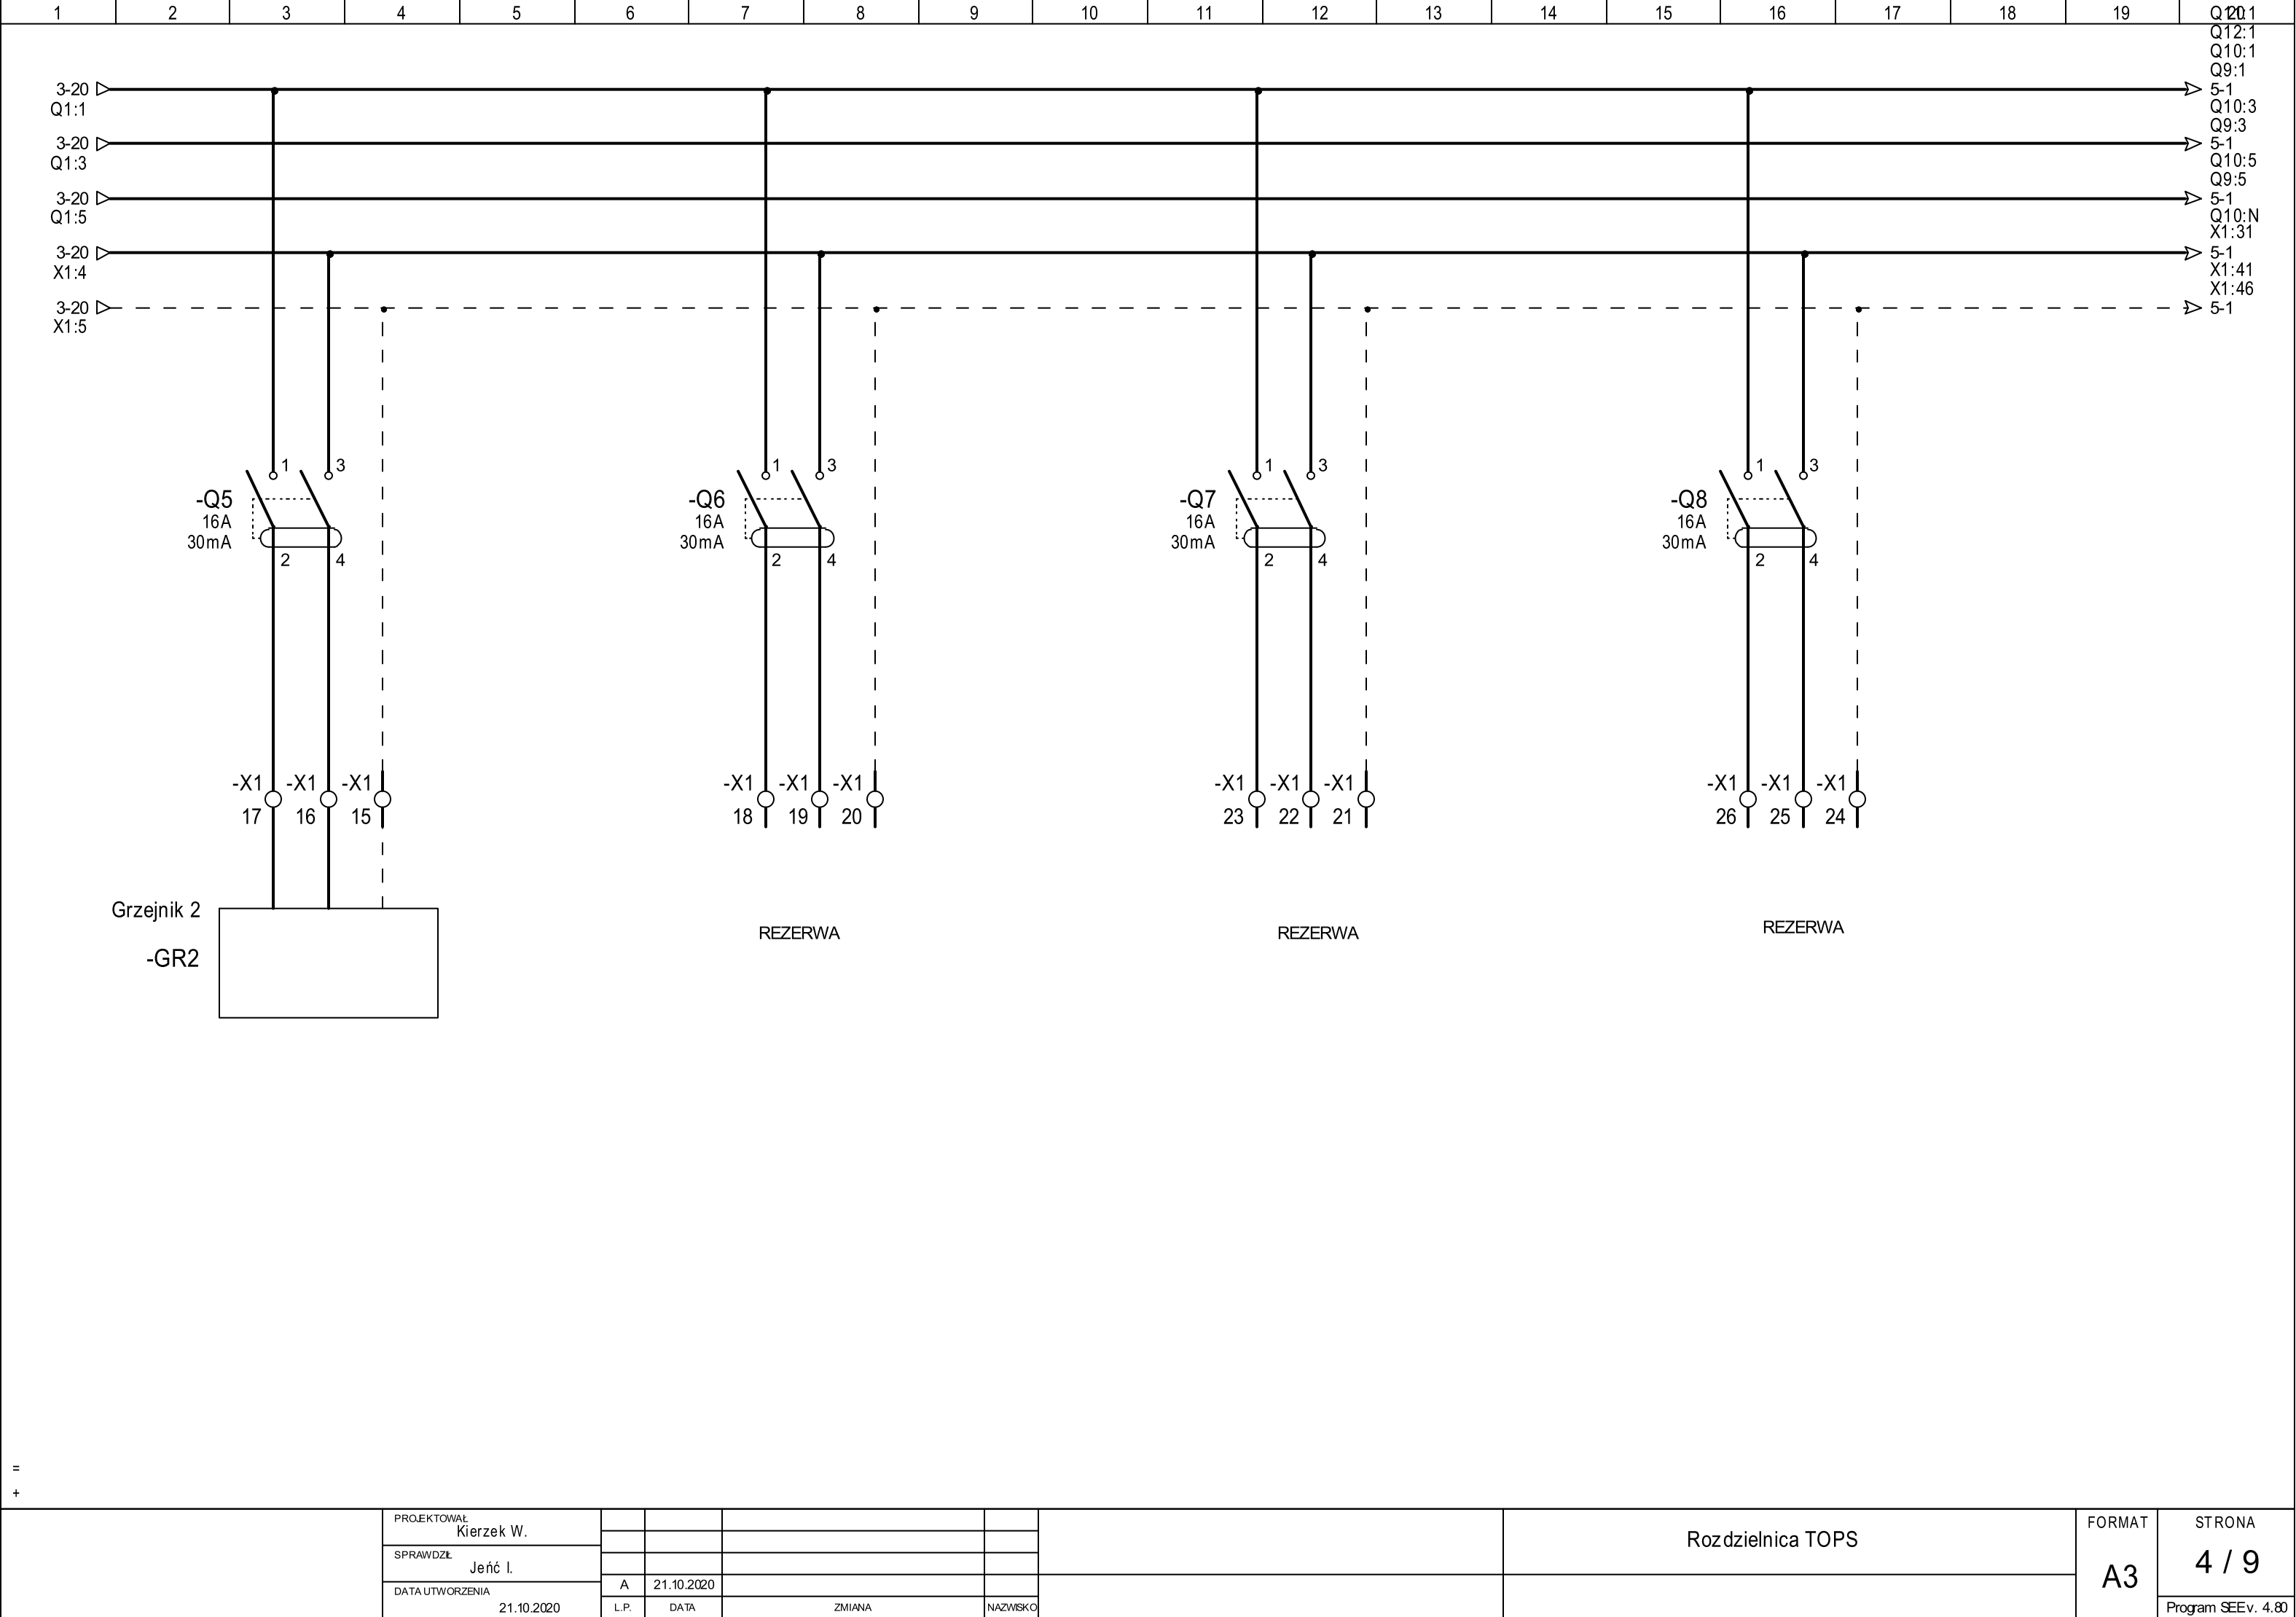 1 2 3 4 5 6 7 8 9 10 11 12 13 14 15 16 17 18 19 20
Q11:1
Q12:1
Q10:1
Q9:1
3-20 5-1
Q1:1 Q10:3
Q9:3
3-20 5-1
Q1:3 Q10:5
Q9:5
3-20 5-1
Q1:5 Q10:N
X1:31
3-20 5-1
X1:4 X1:41
X1:46
3-20 5-1
X1:5
1 3 1 3 1 3 1 3
-Q5 -Q6 -Q7 -Q8
16A 16A 16A 16A
30mA 30mA 30mA 30mA
2 4 2 4 2 4 2 4
-X1 -X1 -X1 -X1 -X1 -X1 -X1 -X1 -X1 -X1 -X1 -X1
17 16 15 18 19 20 23 22 21 26 25 24
Grzejnik 2
-GR2
REZERWA REZERWA REZERWA
=
+
PROJEKTOWAŁ
Kierzek W.
SPRAWDZIŁ
Jeńć I.
DATA UTWORZENIA
21.10.2020
A 21.10.2020
L.P. DATA ZMIANA NAZWISKO
Rozdzielnica TOPS
FORMAT
A3
STRONA
4 / 9
Program SEE v. 4.80